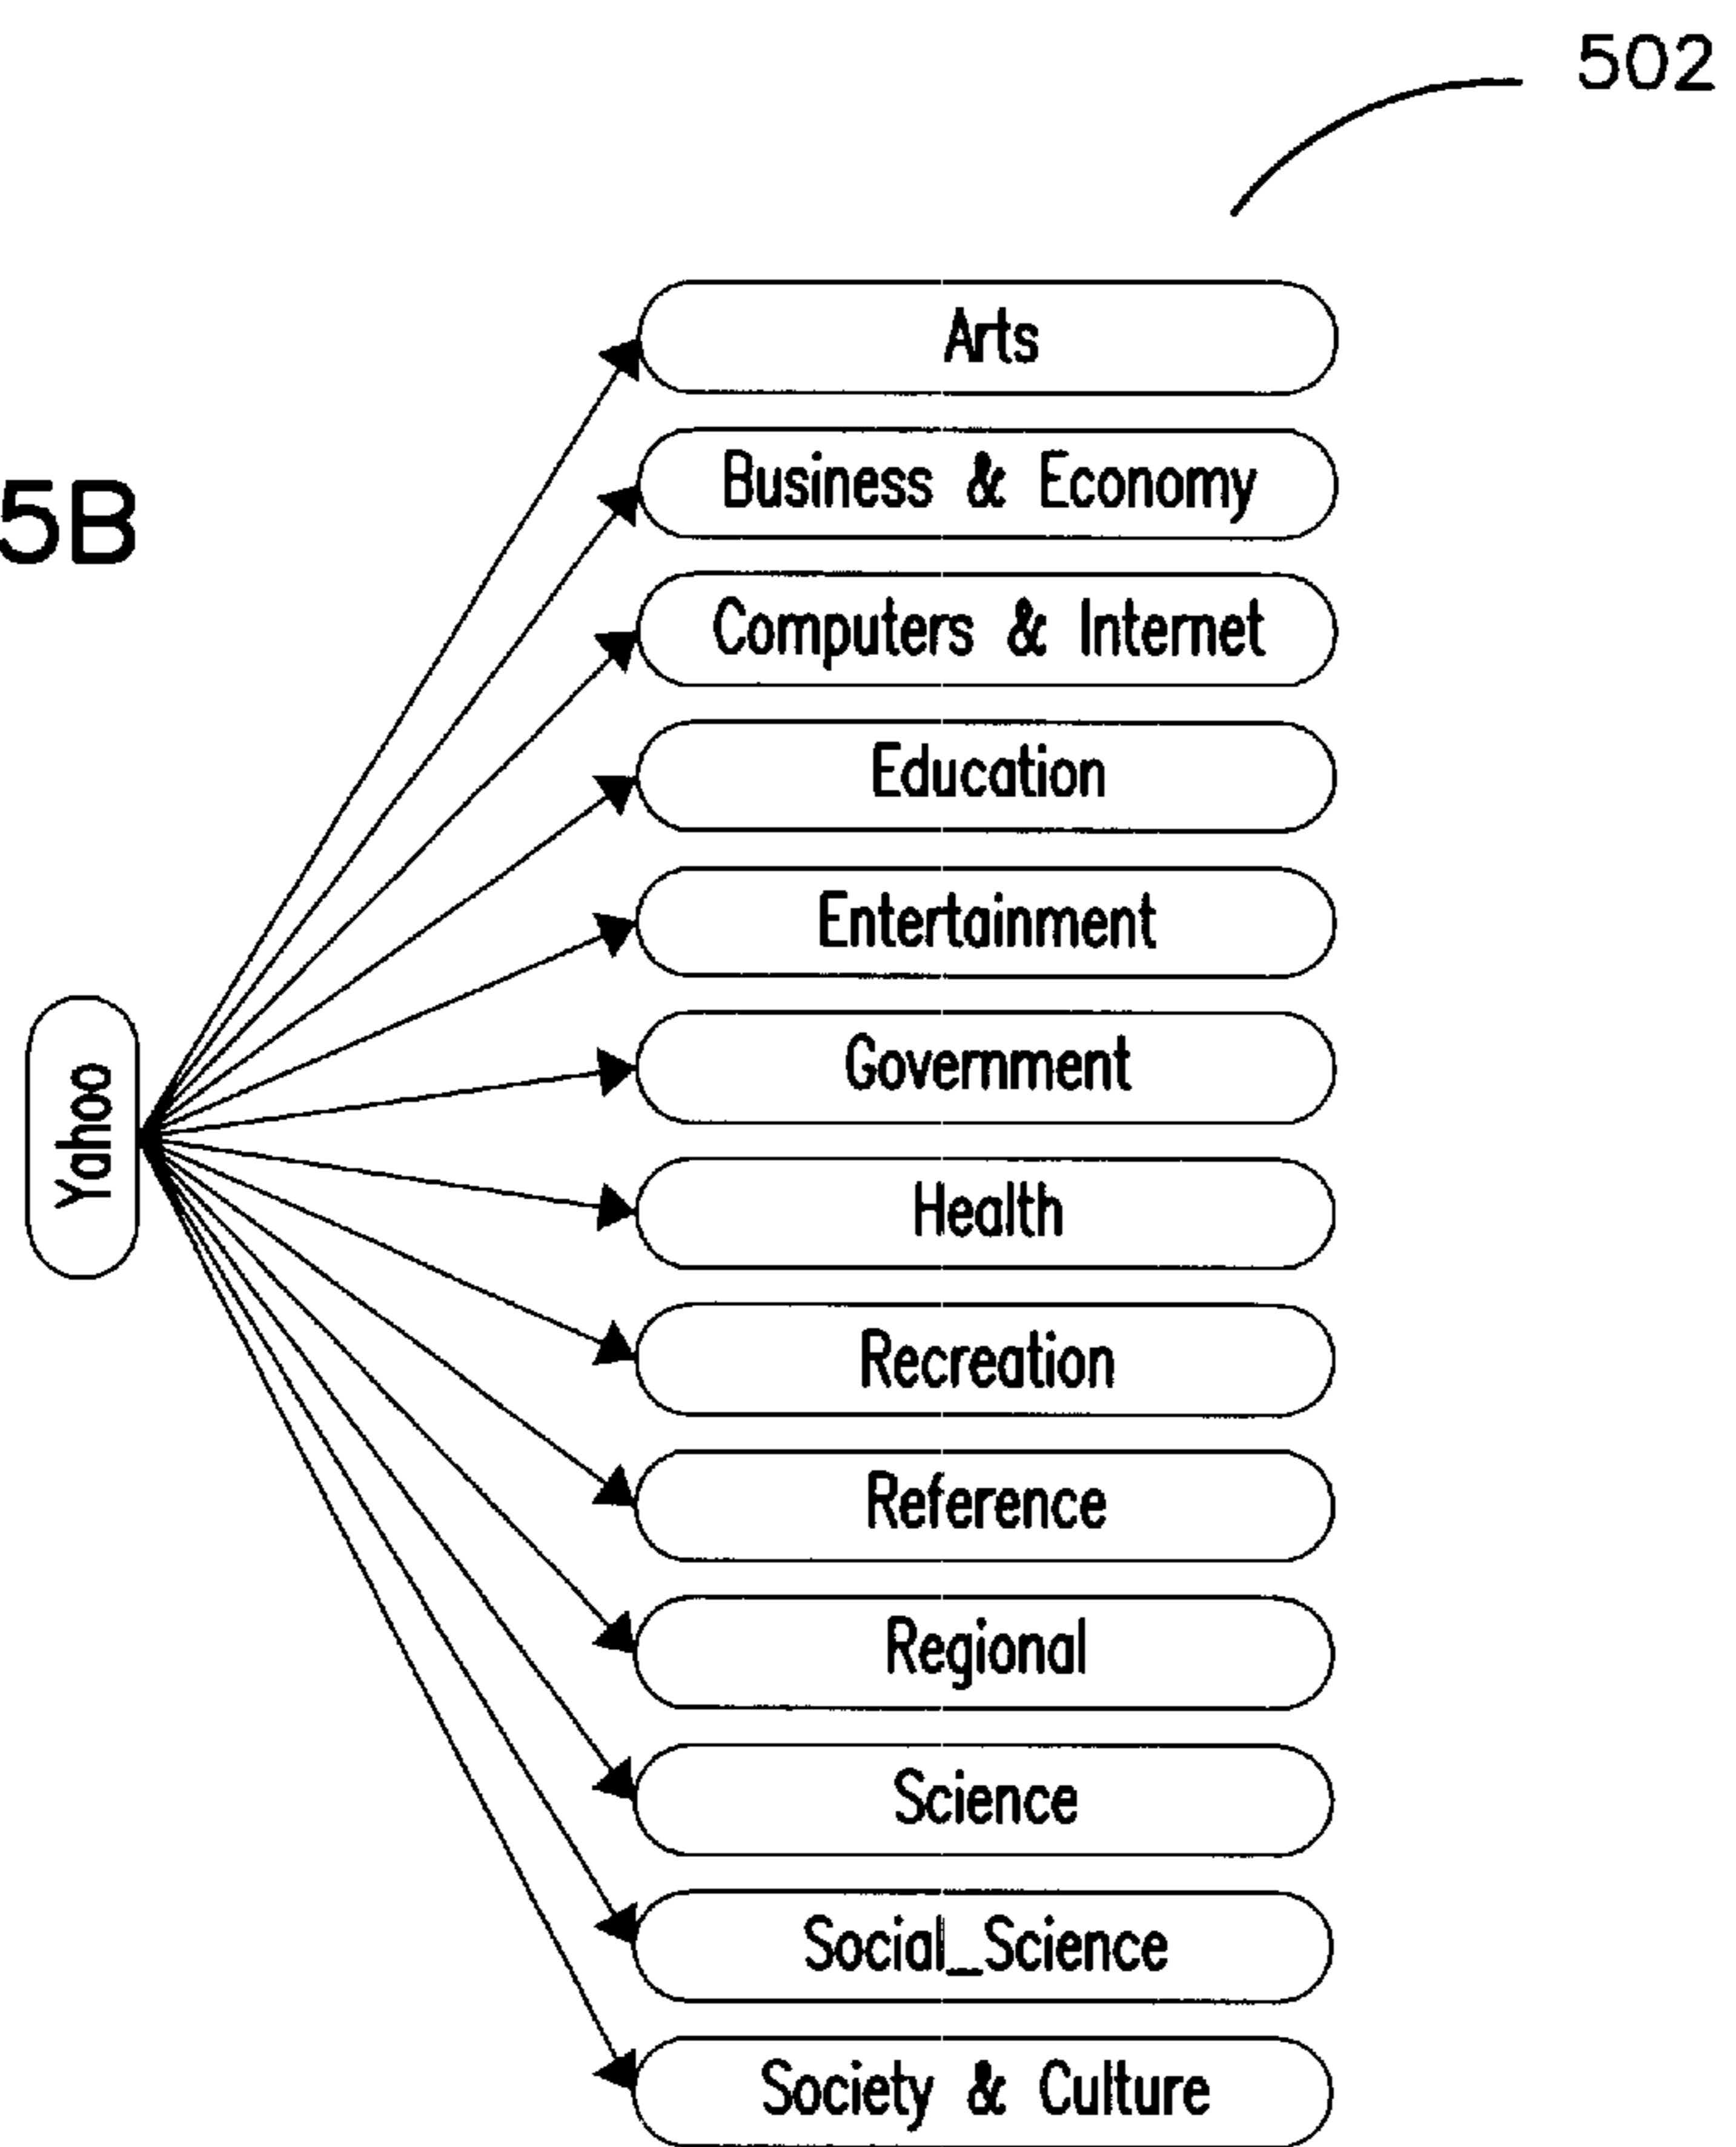 502
5B
Yahoo
Arts
Business & Economy
Computers & Internet
Education
Entertainment
Government
Health
Recreation
Reference
Regional
Science
Social_Science
Society & Culture